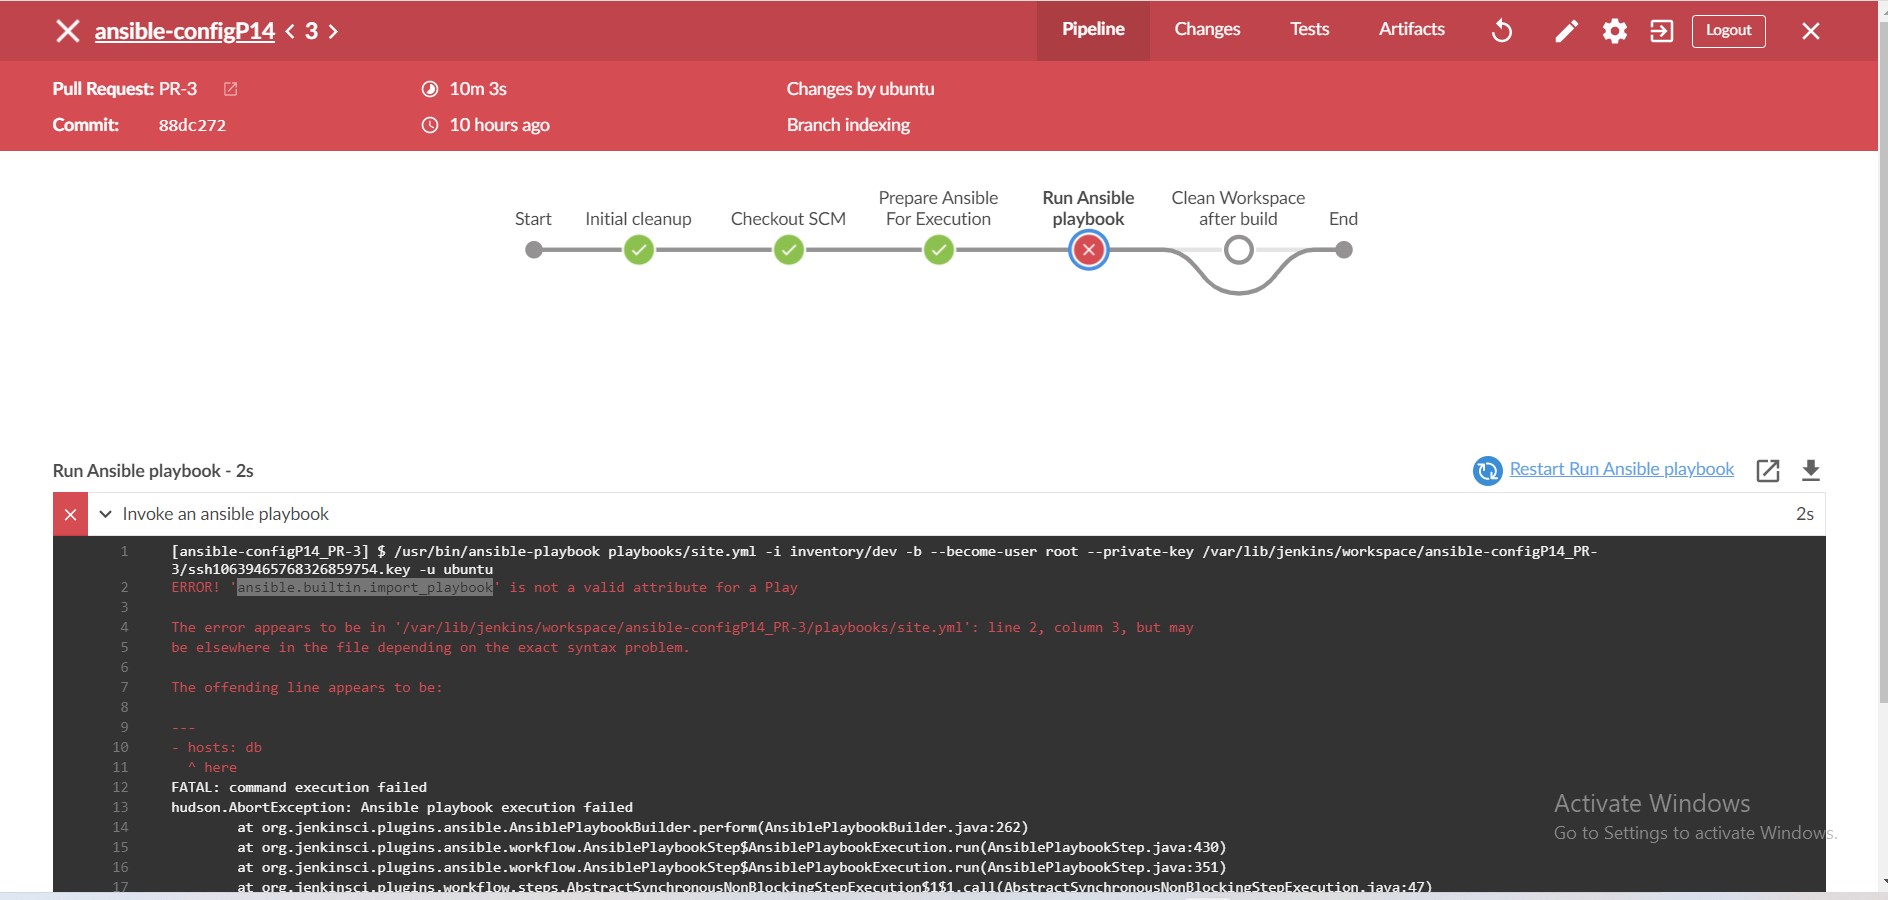 ansible-configP14 < 3 >
Pipeline
Changes
Tests
Artifacts
Logout
Pull Request: PR-3
10m 3s
Changes by ubuntu
Commit: 88dc272
10 hours ago
Branch indexing
Start
Initial cleanup
Checkout SCM
Prepare Ansible
For Execution
Run Ansible
playbook
Clean Workspace
after build
End
Run Ansible playbook - 2s
Restart Run Ansible playbook
Invoke an ansible playbook
2s
1 [ansible-configP14_PR-3] $ /usr/bin/ansible-playbook playbooks/site.yml -i inventory/dev -b --become-user root --private-key /var/lib/jenkins/workspace/ansible-configP14_PR-
3/ssh10639465768326859754.key -u ubuntu
2 ERROR! 'ansible.builtin.import_playbook' is not a valid attribute for a Play
3
4 The error appears to be in '/var/lib/jenkins/workspace/ansible-configP14_PR-3/playbooks/site.yml': line 2, column 3, but may
5 be elsewhere in the file depending on the exact syntax problem.
6
7 The offending line appears to be:
8
9 ---
10 - hosts: db
11 ^ here
12 FATAL: command execution failed
13 hudson.AbortException: Ansible playbook execution failed
14 at org.jenkinsci.plugins.ansible.AnsiblePlaybookBuilder.perform(AnsiblePlaybookBuilder.java:262)
15 at org.jenkinsci.plugins.ansible.workflow.AnsiblePlaybookStep$AnsiblePlaybookExecution.run(AnsiblePlaybookStep.java:430)
16 at org.jenkinsci.plugins.ansible.workflow.AnsiblePlaybookStep$AnsiblePlaybookExecution.run(AnsiblePlaybookStep.java:351)
17 at org.jenkinsci.plugins.workflow.steps.AbstractSynchronousNonBlockingStepExecution$1$1.call(AbstractSynchronousNonBlockingStepExecution.java:47)
Activate Windows
Go to Settings to activate Windows.